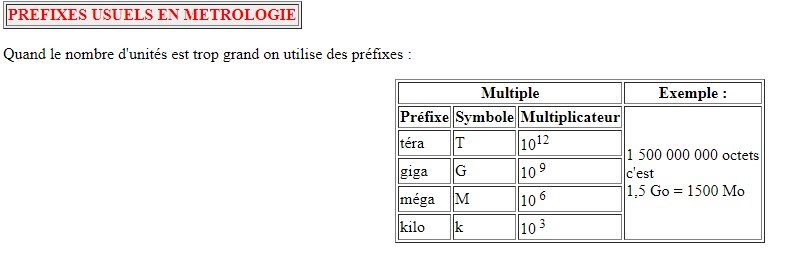 PREFIXES USUELS EN METROLOGIE
Quand le nombre d'unités est trop grand on utilise des préfixes :
Multiple Exemple :
Préfixe Symbole Multiplicateur
téra T 10¹²
giga G 10 ⁹
méga M 10 ⁶
kilo k 10 ³
1 500 000 000 octets
c'est
1,5 Go = 1500 Mo